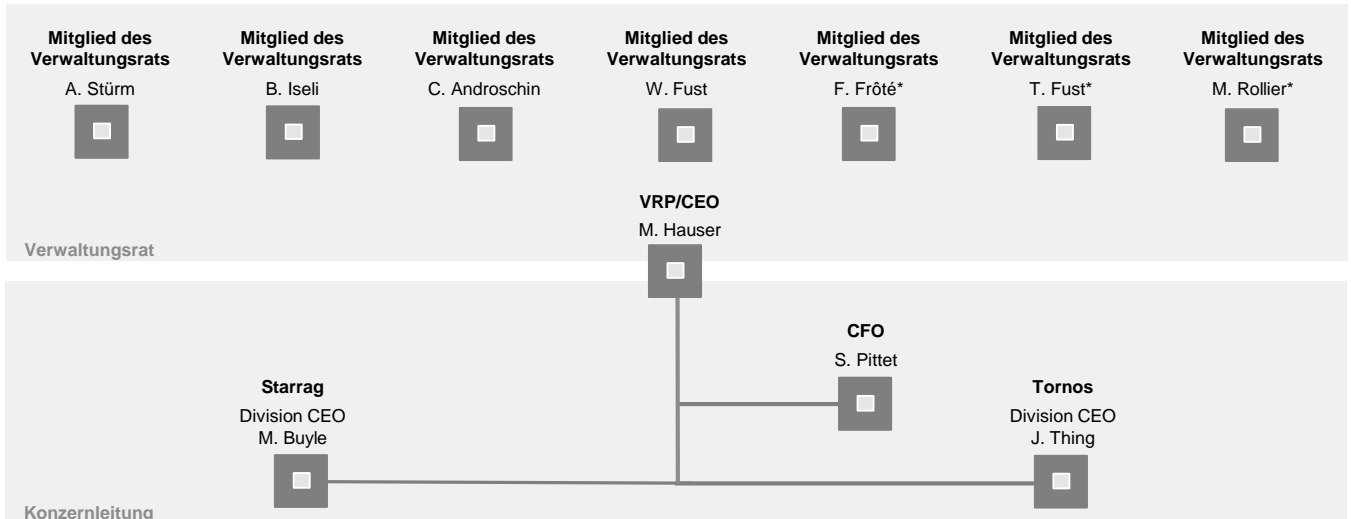 Mitglied des Verwaltungsrats
A. Stürm
Mitglied des Verwaltungsrats
B. Iseli
Mitglied des Verwaltungsrats
C. Androschin
Mitglied des Verwaltungsrats
W. Fust
Mitglied des Verwaltungsrats
F. Frôté*
Mitglied des Verwaltungsrats
T. Fust*
Mitglied des Verwaltungsrats
M. Rollier*
VRP/CEO
M. Hauser
Verwaltungsrat
CFO
S. Pittet
Starrag
Division CEO
M. Buyle
Tornos
Division CEO
J. Thing
Konzernleitung